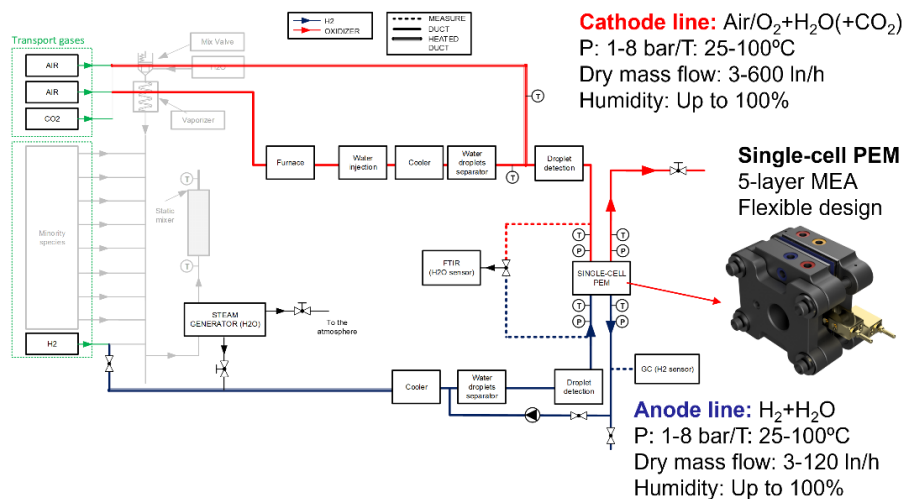 H2
OXIDIZER
MEASURE
DUCT
HEATED
DUCT
Cathode line: Air/O₂+H₂O(+CO₂)
P: 1-8 bar/T: 25-100ºC
Dry mass flow: 3-600 ln/h
Humidity: Up to 100%
Transport gases
AIR
AIR
CO2
Mix Valve
Vaporizer
Furnace
Water
injection
Cooler
Water
droplets
separator
T
T
Droplet
detection
Single-cell PEM
5-layer MEA
Flexible design
Minority
species
T
Static
mixer
T
FTIR
(H2O sensor)
T
P
T
P
SINGLE-CELL
PEM
T
P
T
P
STEAM
GENERATOR (H2O)
To the
atmosphere
H2
Cooler
Water
droplets
separator
Droplet
detection
GC (H2 sensor)
Anode line: H₂+H₂O
P: 1-8 bar/T: 25-100ºC
Dry mass flow: 3-120 ln/h
Humidity: Up to 100%